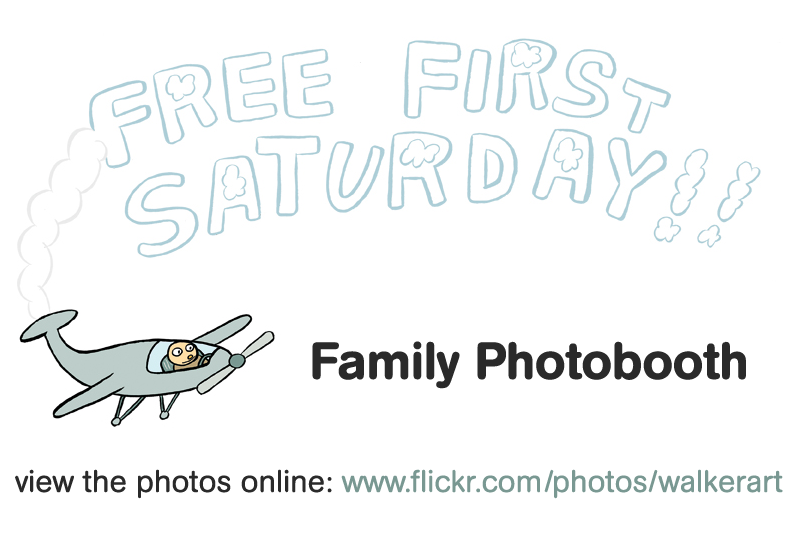 FREE FIRST
SATURDAY!!
Family Photobooth
view the photos online: www.flickr.com/photos/walkerart